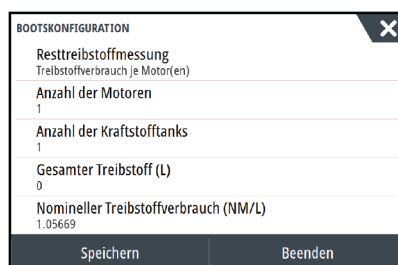 BOOTSKONFIGURATION
Resttreibstoffmessung
Treibstoffverbrauch je Motor(en)
Anzahl der Motoren
1
Anzahl der Kraftstofftanks
1
Gesamter Treibstoff (L)
0
Nomineller Treibstoffverbrauch (NM/L)
1.05669
Speichern Beenden